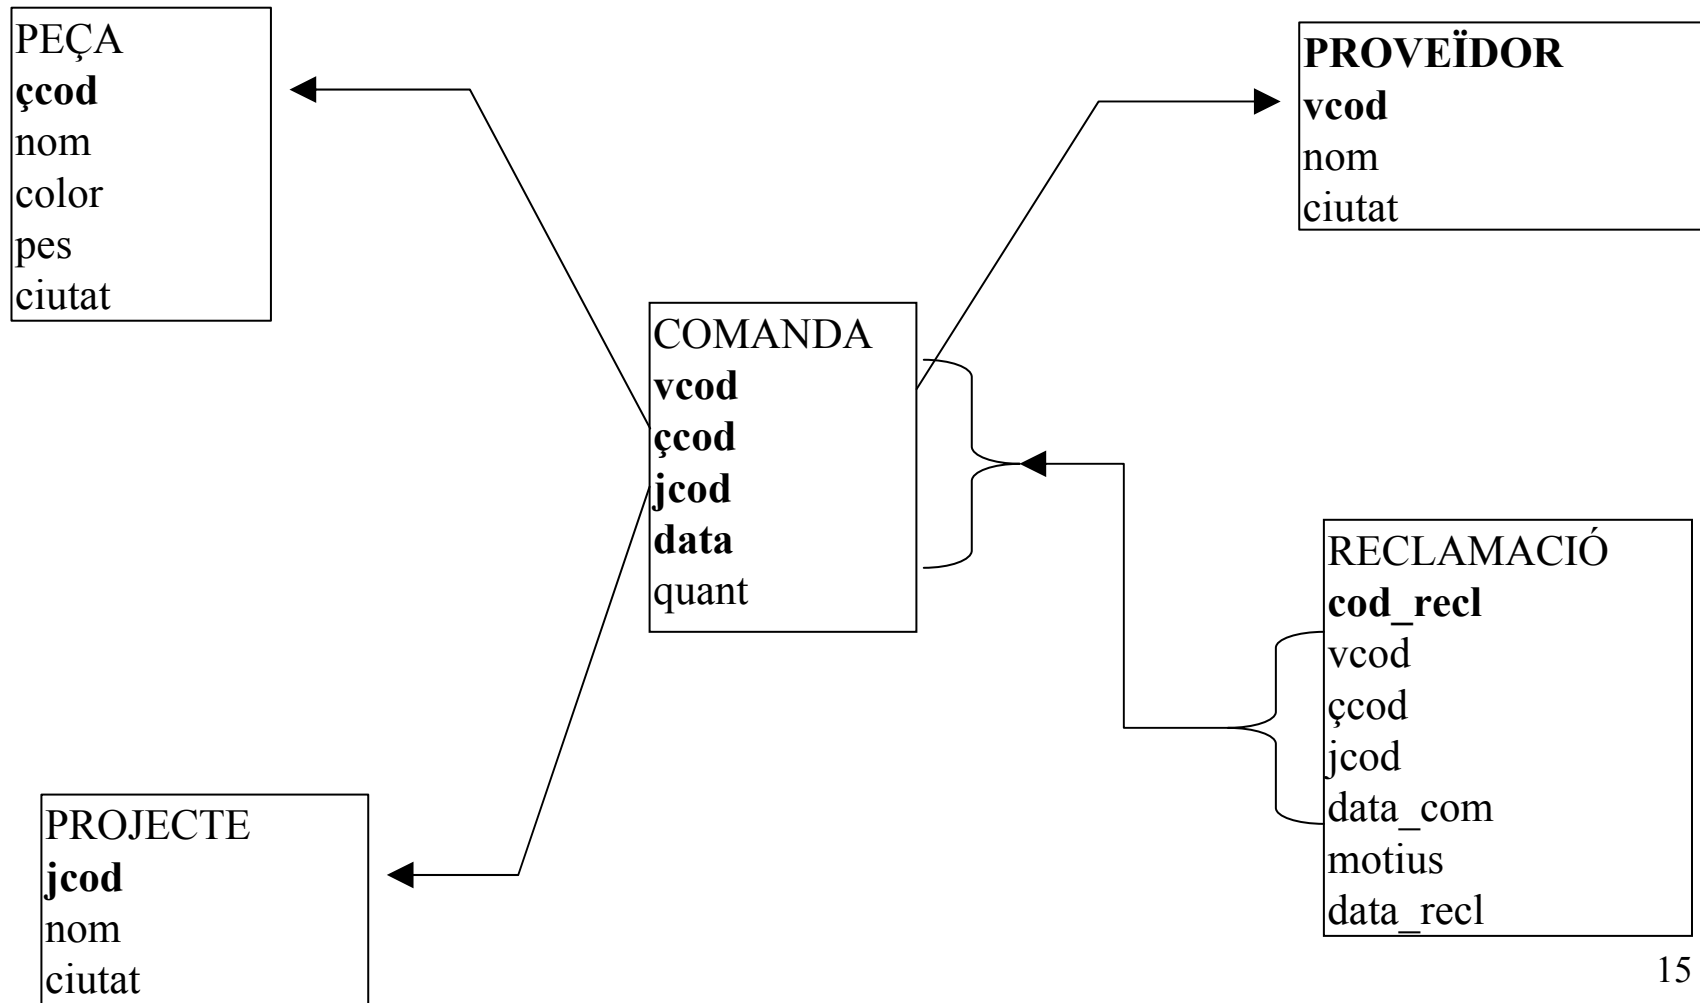 PEÇA
çcod
nom
color
pes
ciutat
PROVEÏDOR
vcod
nom
ciutat
COMANDA
vcod
çcod
jcod
data
quant
RECLAMACIÓ
cod_recl
vcod
çcod
jcod
data_com
motius
data_recl
PROJECTE
jcod
nom
ciutat
15